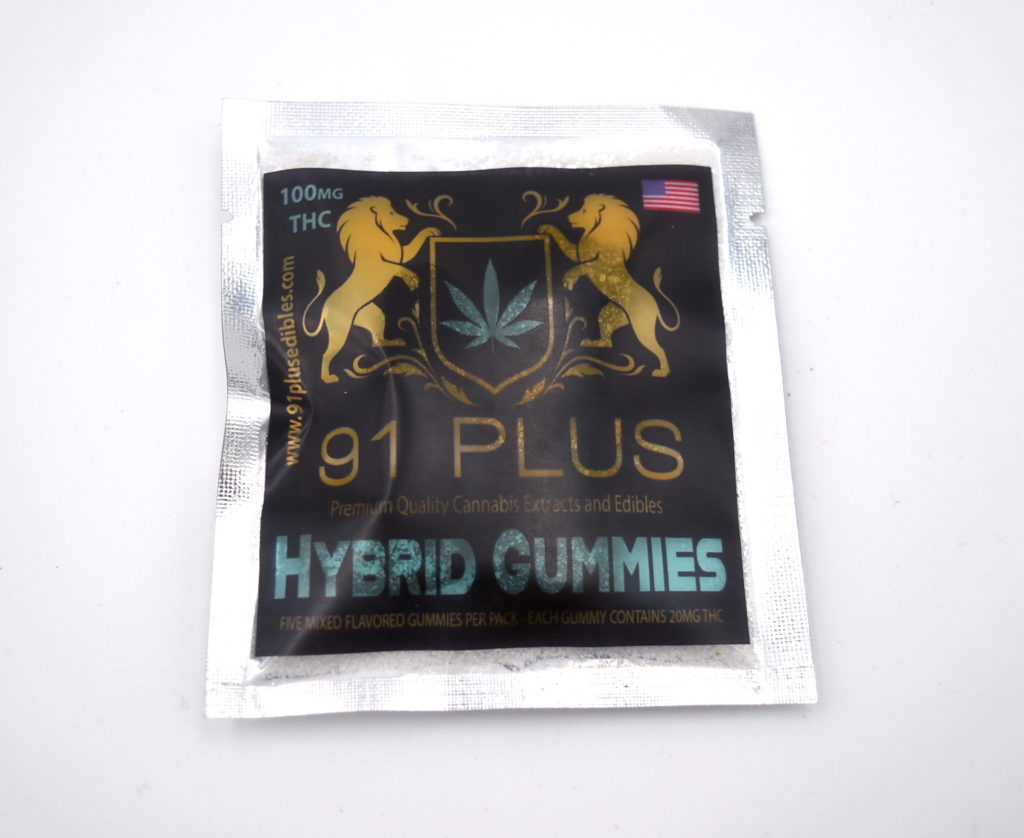 100MG
THC
www.91plusedibles.com
91 PLUS
Premium Quality Cannabis Extracts and Edibles
HYBRID GUMMIES
FIVE MIXED FLAVORED GUMMIES PER PACK - EACH GUMMY CONTAINS 20MG THC